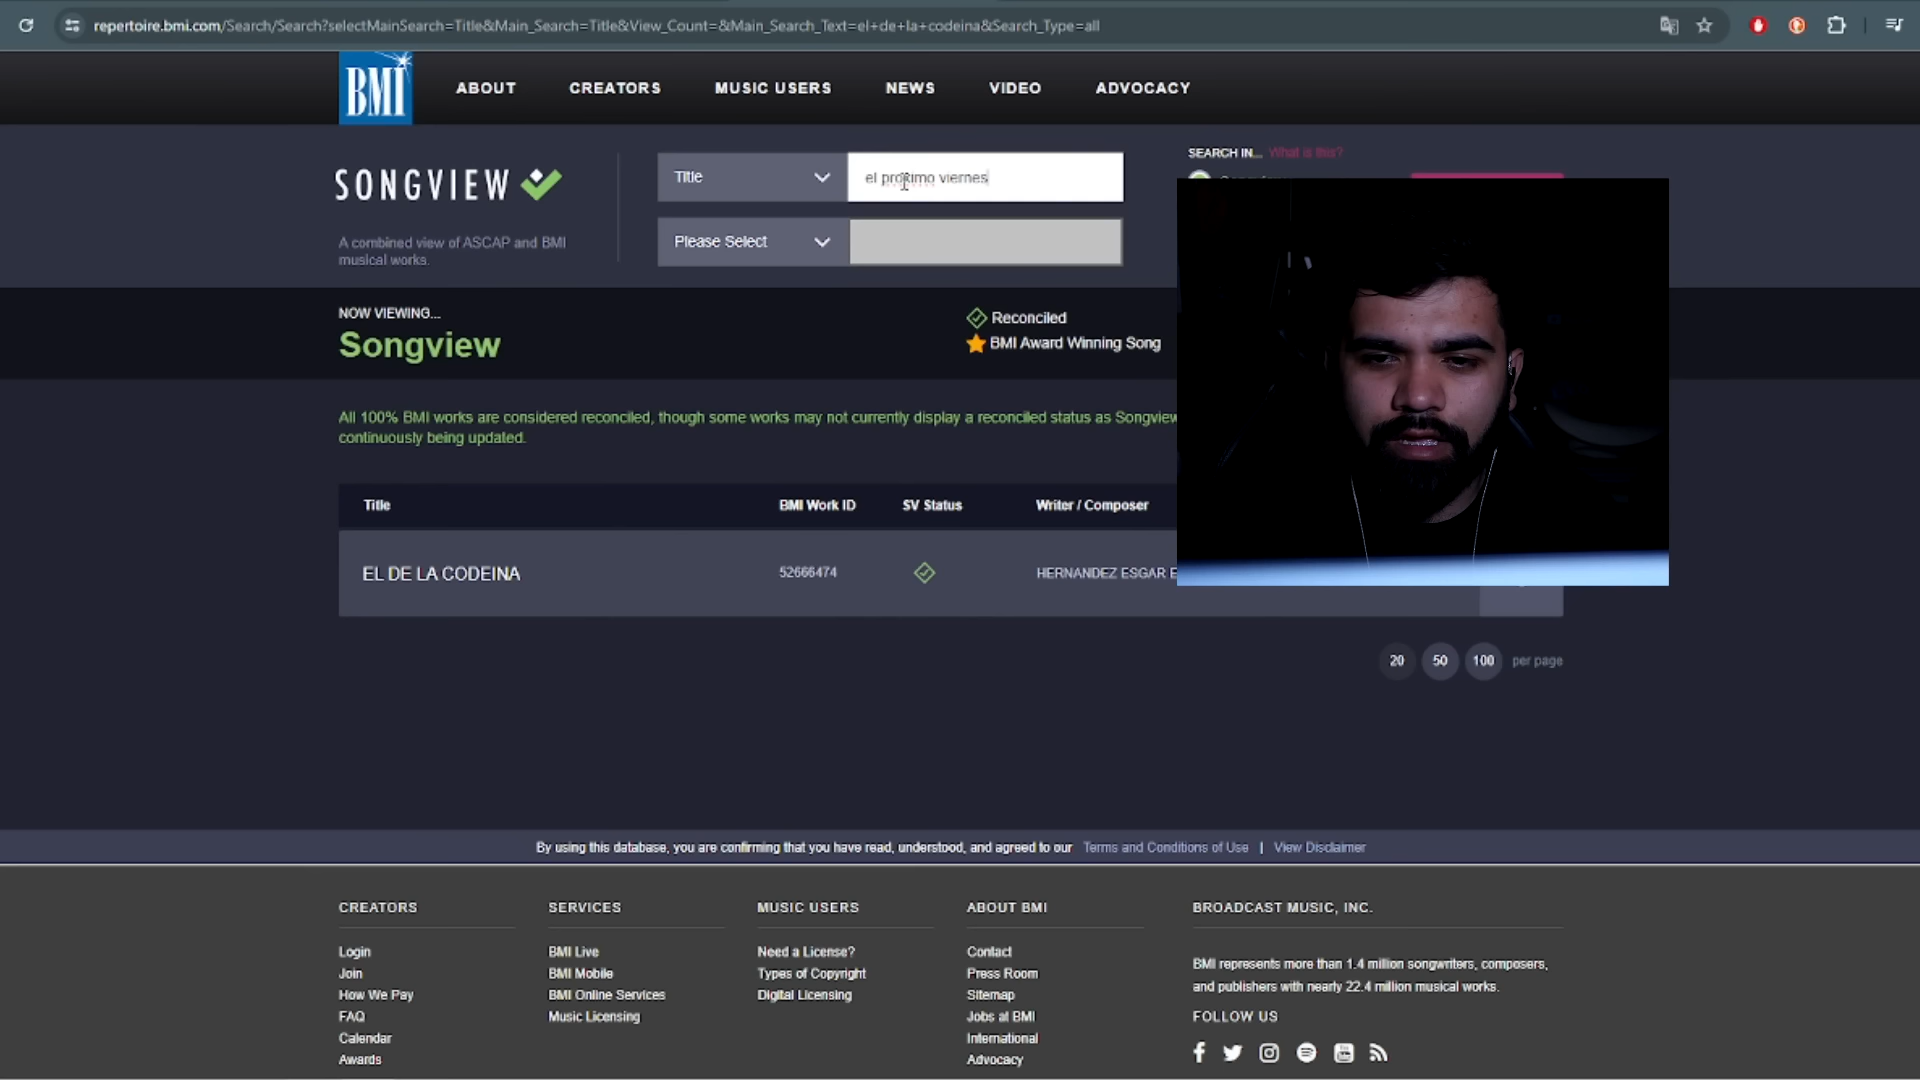 repertoire.bmi.com/Search/Search?selectMainSearch=Title&Main_Search=Title&View_Count=&Main_Search_Text=el+de+la+codeina&Search_Type=all
BMI
ABOUT
CREATORS
MUSIC USERS
NEWS
VIDEO
ADVOCACY
SONGVIEW
A combined view of ASCAP and BMI
musical works.
Title
el proximo viernes
Please Select
SEARCH IN... What is this?
NOW VIEWING...
Songview
Reconciled
BMI Award Winning Song
All 100% BMI works are considered reconciled, though some works may not currently display a reconciled status as Songview
continuously being updated.
Title
BMI Work ID
SV Status
Writer / Composer
EL DE LA CODEINA
52666474
HERNANDEZ ESGAR E
20
50
100
per page
By using this database, you are confirming that you have read, understood, and agreed to our Terms and Conditions of Use | View Disclaimer
CREATORS
Login
Join
How We Pay
FAQ
Calendar
Awards
SERVICES
BMI Live
BMI Mobile
BMI Online Services
Music Licensing
MUSIC USERS
Need a License?
Types of Copyright
Digital Licensing
ABOUT BMI
Contact
Press Room
Sitemap
Jobs at BMI
International
Advocacy
BROADCAST MUSIC, INC.
BMI represents more than 1.4 million songwriters, composers,
and publishers with nearly 22.4 million musical works.
FOLLOW US